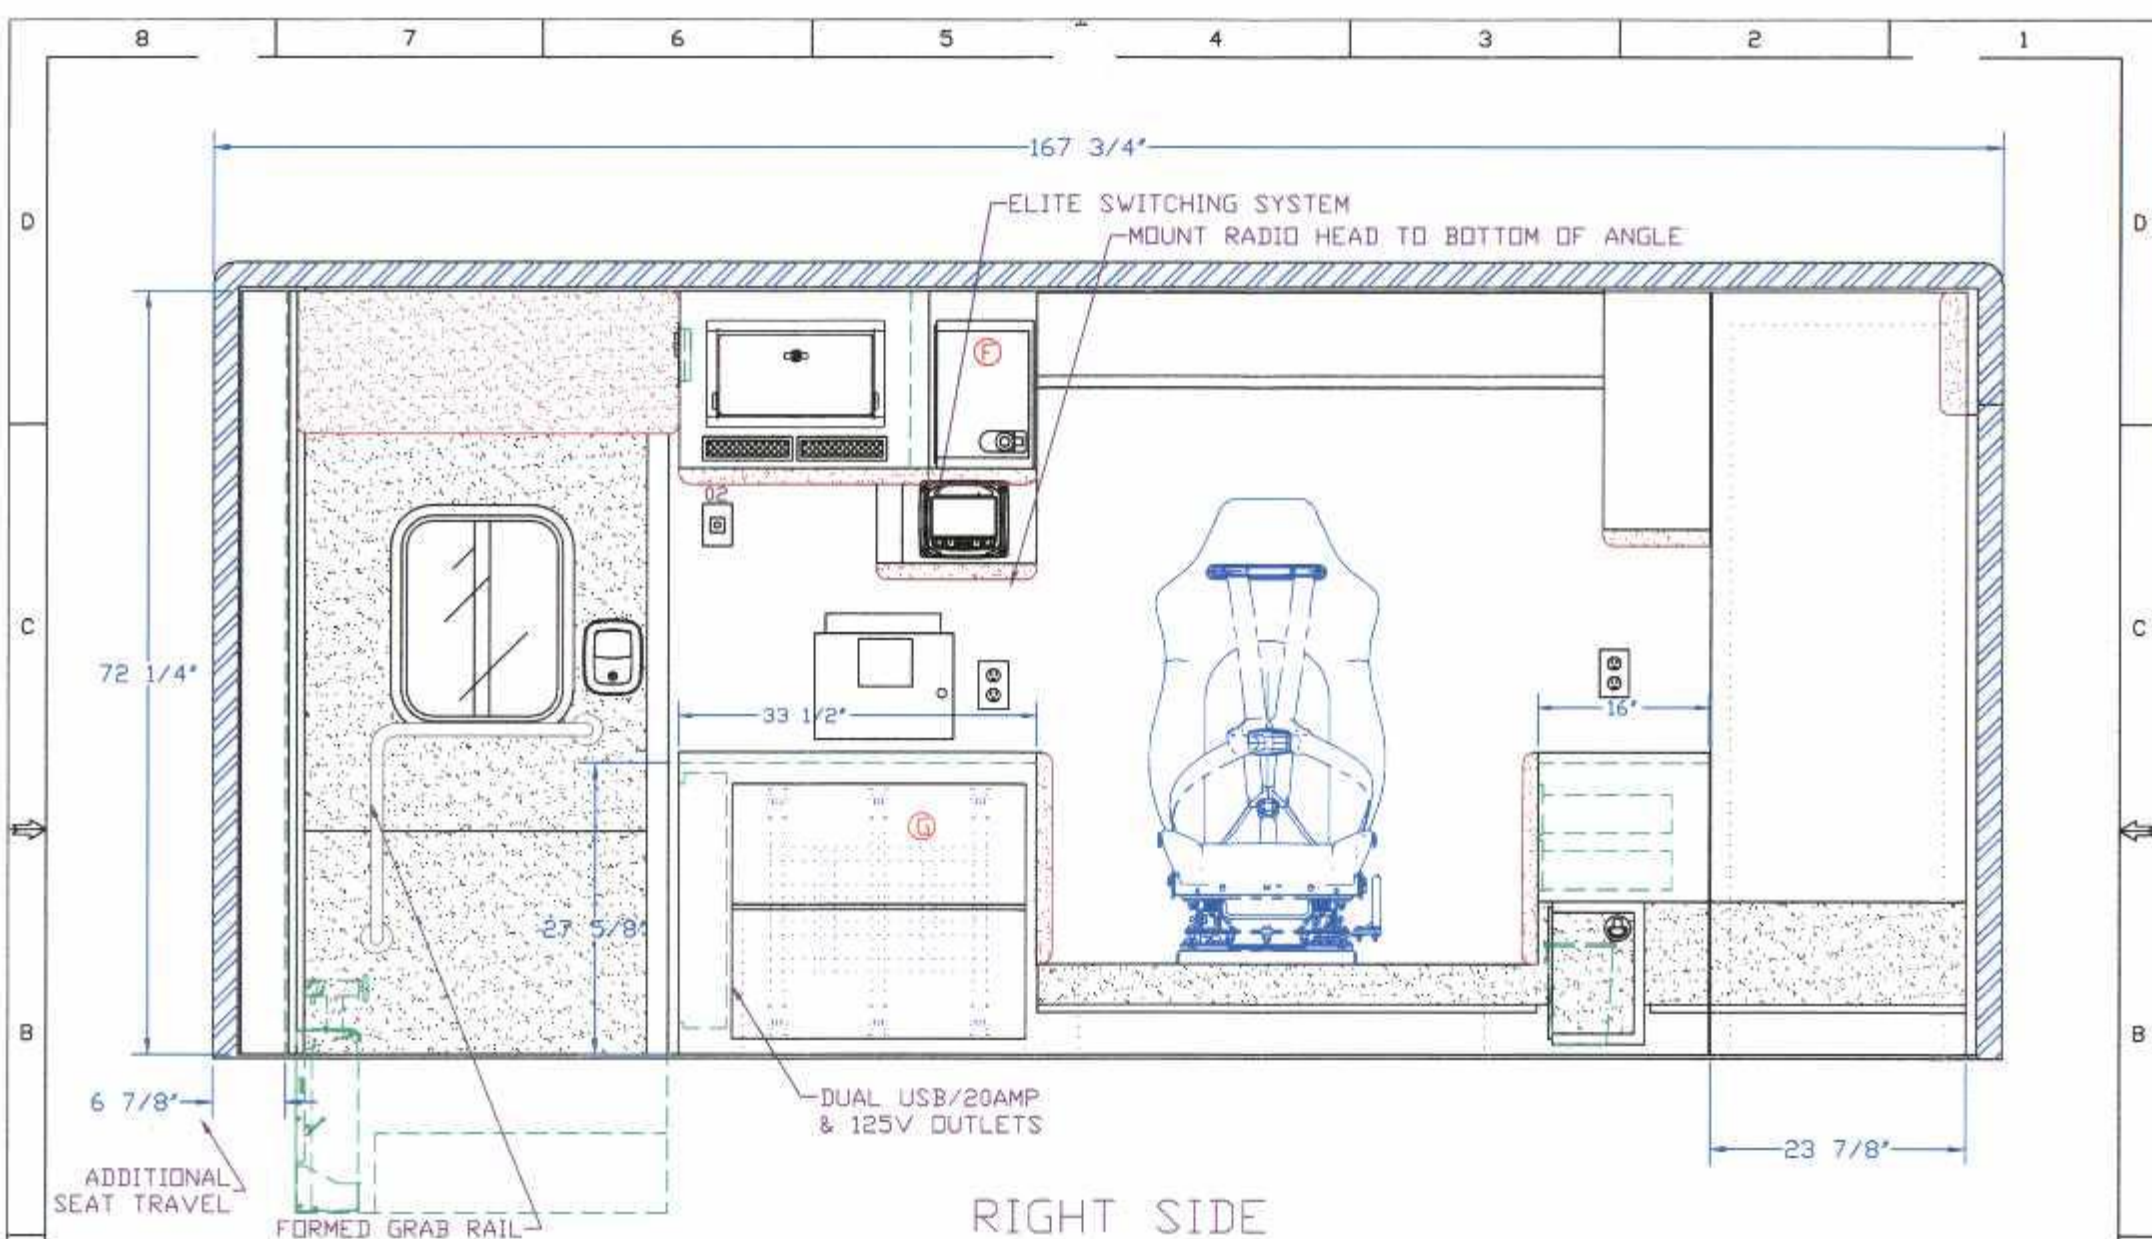 8 7 6 5 4 3 2 1
167 3/4"
D D
ELITE SWITCHING SYSTEM
MOUNT RADIO HEAD TO BOTTOM OF ANGLE
F
02
C C
72 1/4"
33 1/2"
16"
G
27 5/8"
B B
6 7/8"
DUAL USB/20AMP
& 125V OUTLETS
23 7/8"
ADDITIONAL
SEAT TRAVEL
FORMED GRAB RAIL
RIGHT SIDE